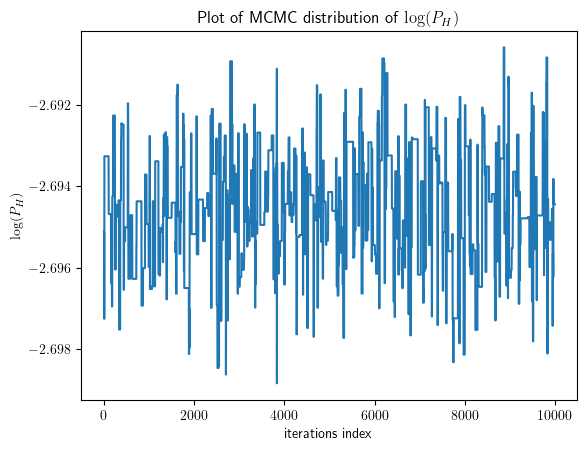 Plot of MCMC distribution of log(P_H)
log(P_H)
−2.692
−2.694
−2.696
−2.698
0 2000 4000 6000 8000 10000
iterations index